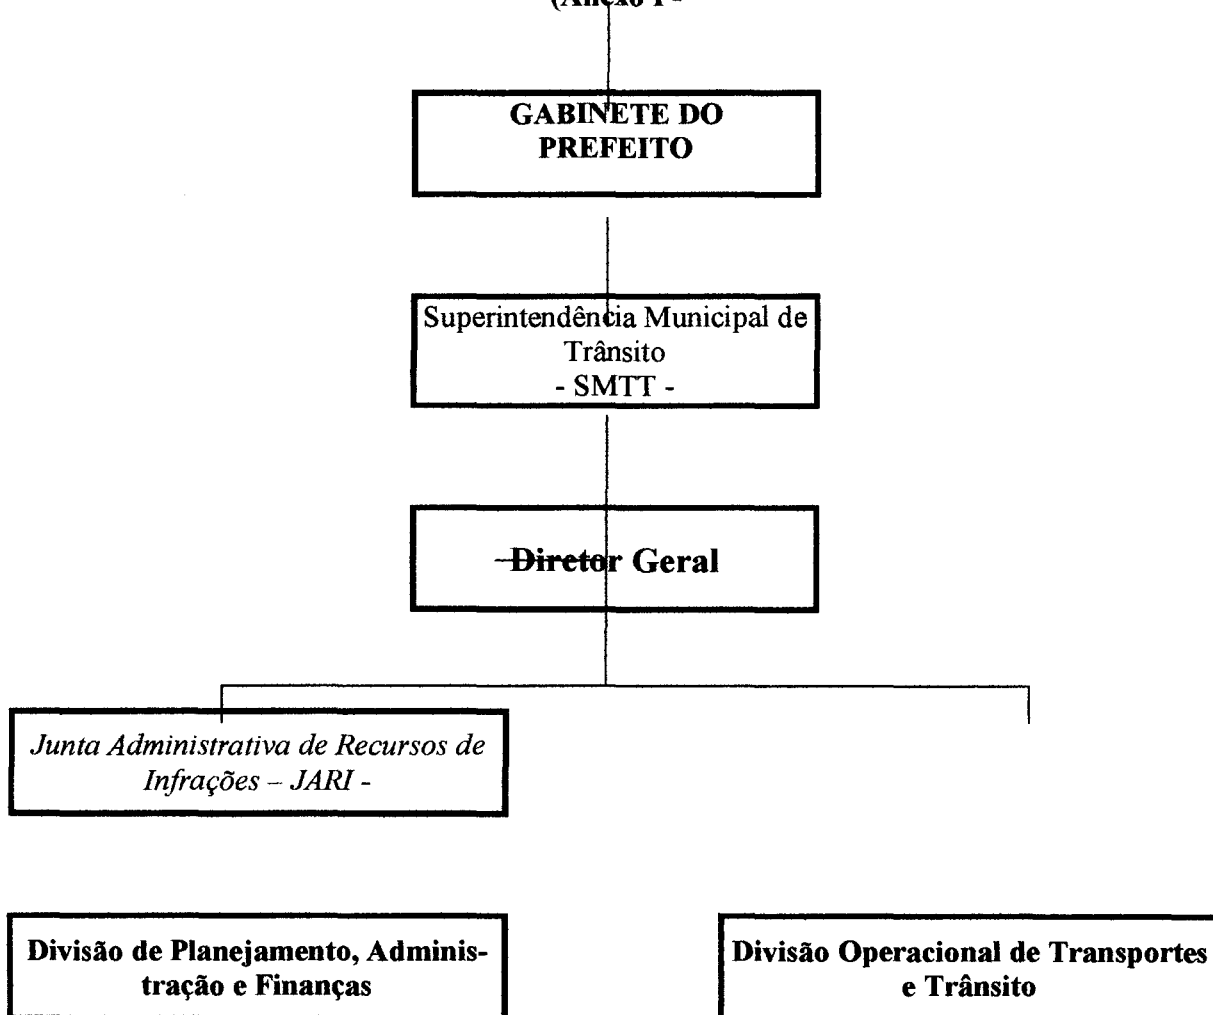 (Anexo I -
GABINETE DO
PREFEITO
Superintendência Municipal de
Trânsito
- SMTT -
Diretor Geral
Junta Administrativa de Recursos de
Infrações – JARI -
Divisão de Planejamento, Adminis-
tração e Finanças
Divisão Operacional de Transportes
e Trânsito